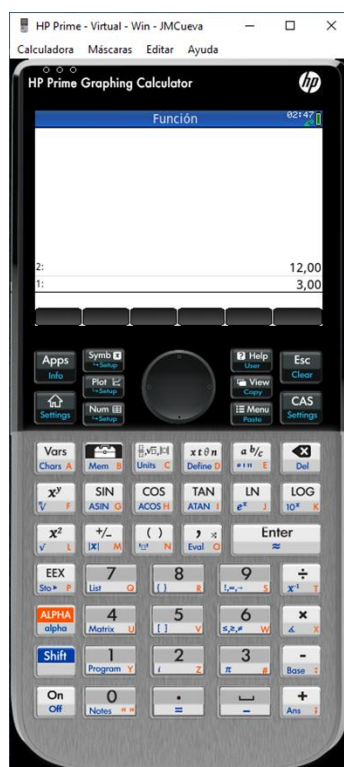 HP Prime - Virtual - Win - JMCueva
Calculadora Máscaras Editar Ayuda
HP Prime Graphing Calculator hp
Función 02:47
2: 12,00
1: 3,00
Apps Info Symb Setup Help User Esc Clear
Plot Setup View Copy
Settings Num Setup Menu Paste CAS Settings
Vars Chars A Mem B Units C x t θ n Define D a b/c E Del
x^y F SIN ASIN G COS ACOS H TAN ATAN I LN e^x J LOG 10^x K
x² √ L +/- |x| M ( ) N , Eval O Enter ≈
EEX Sto ► P 7 List Q 8 { } R 9 S ÷ x⁻¹ T
ALPHA alpha 4 Matrix U 5 [ ] V 6 ≤,≥,≠ W × ∡ X
Shift 1 Program Y 2 i Z 3 π # - Base :
On Off 0 Notes " " . = _ + Ans ;